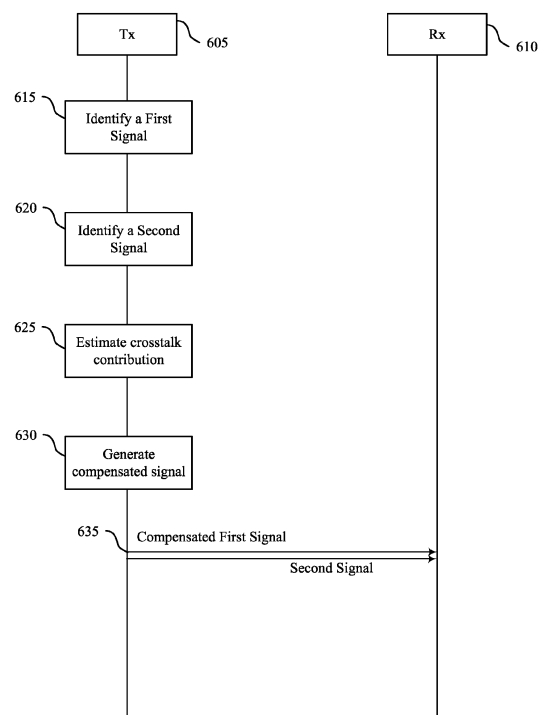 Tx
605
Rx
610
615
Identify a First
Signal
620
Identify a Second
Signal
625
Estimate crosstalk
contribution
630
Generate
compensated signal
635
Compensated First Signal
Second Signal